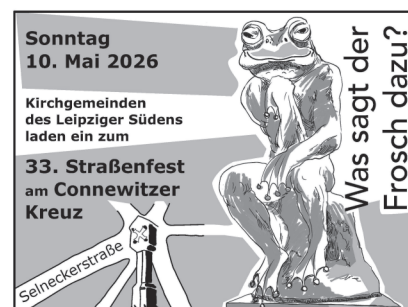 Sonntag
10. Mai 2026
Kirchgemeinden
des Leipziger Südens
laden ein zum
33. Straßenfest
am Connewitzer
Kreuz
Selneckerstraße
Was sagt der
Frosch dazu?